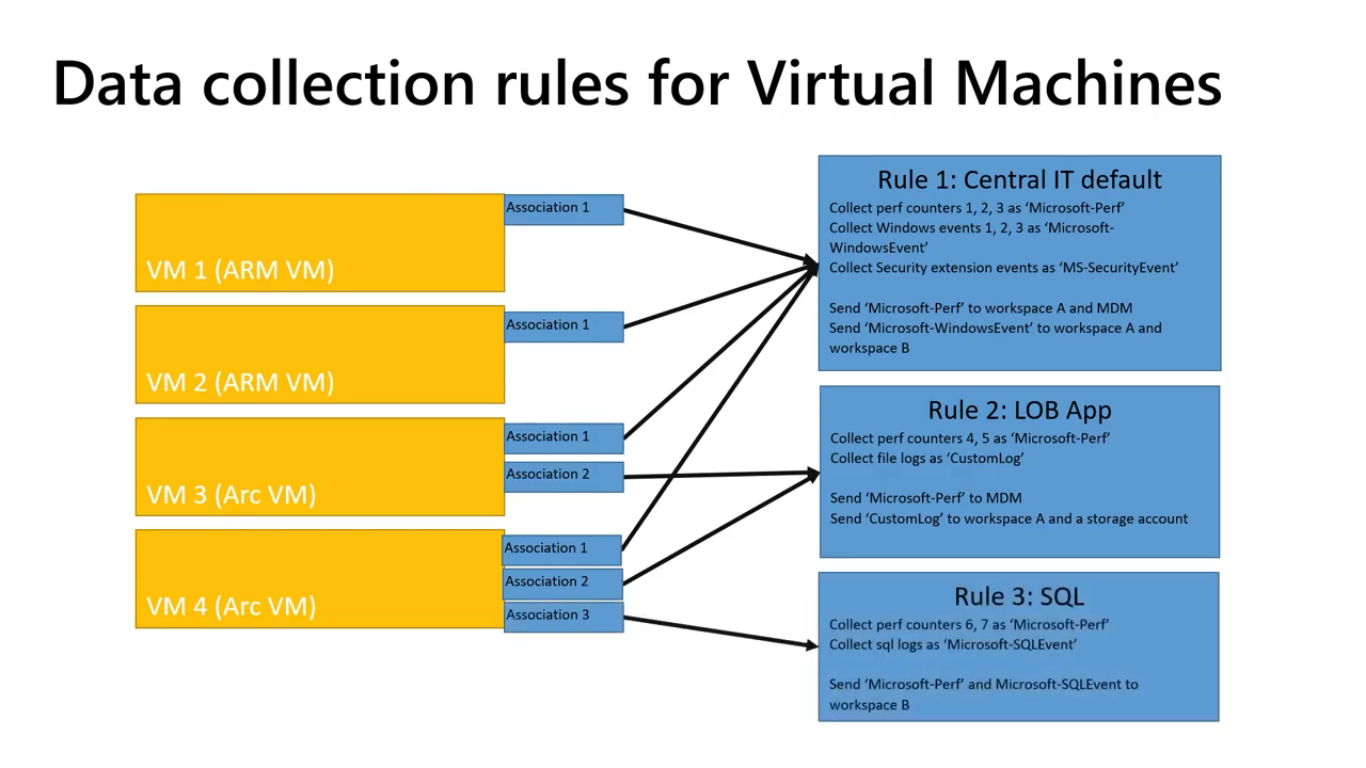 Data collection rules for Virtual Machines
VM 1 (ARM VM)
Association 1
VM 2 (ARM VM)
Association 1
VM 3 (Arc VM)
Association 1
Association 2
VM 4 (Arc VM)
Association 1
Association 2
Association 3
Rule 1: Central IT default
Collect perf counters 1, 2, 3 as ‘Microsoft-Perf’
Collect Windows events 1, 2, 3 as ‘Microsoft-
WindowsEvent’
Collect Security extension events as ‘MS-SecurityEvent’
Send ‘Microsoft-Perf’ to workspace A and MDM
Send ‘Microsoft-WindowsEvent’ to workspace A and
workspace B
Rule 2: LOB App
Collect perf counters 4, 5 as ‘Microsoft-Perf’
Collect file logs as ‘CustomLog’
Send ‘Microsoft-Perf’ to MDM
Send ‘CustomLog’ to workspace A and a storage account
Rule 3: SQL
Collect perf counters 6, 7 as ‘Microsoft-Perf’
Collect sql logs as ‘Microsoft-SQLEvent’
Send ‘Microsoft-Perf’ and Microsoft-SQLEvent to
workspace B